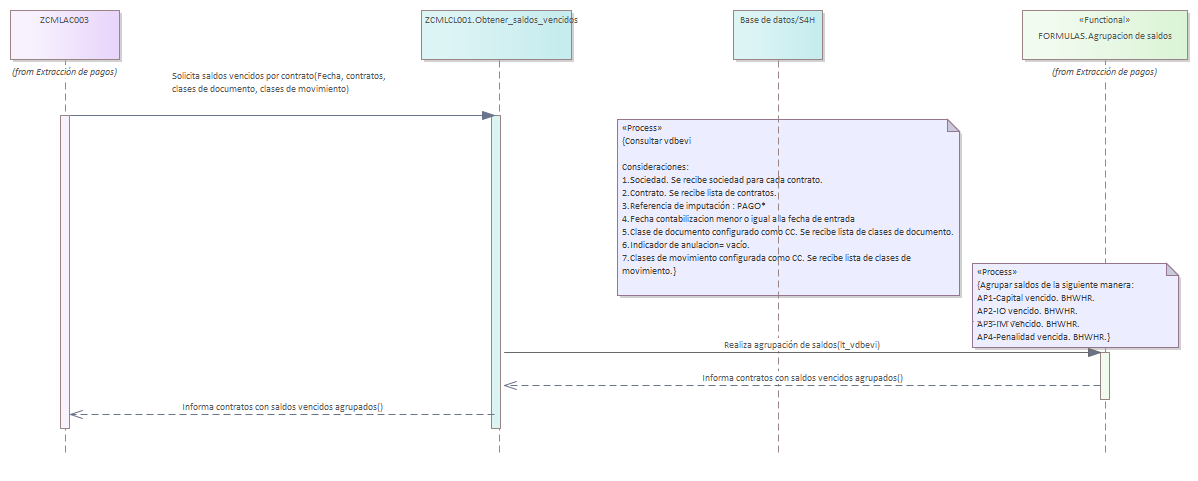 ZCMLAC003
ZCMLCL001.Obtener_saldos_vencidos
Base de datos/S4H
«Functional»
FORMULAS.Agrupacion de saldos
(from Extracción de pagos)
(from Extracción de pagos)
Solicita saldos vencidos por contrato(Fecha, contratos,
clases de documento, clases de movimiento)
«Process»
{Consultar vdbevi
Consideraciones:
1.Sociedad. Se recibe sociedad para cada contrato.
2.Contrato. Se recibe lista de contratos.
3.Referencia de imputación : PAGO*
4.Fecha contabilizacion menor o igual alla fecha de entrada
5.Clase de documento configurado como CC. Se recibe lista de clases de documento.
6.Indicador de anulacion= vacío.
7.Clases de movimiento configurada como CC. Se recibe lista de clases de
movimiento.}
«Process»
{Agrupar saldos de la siguiente manera:
AP1-Capital vencido. BHWHR.
AP2-IO vencido. BHWHR.
AP3-IM vencido. BHWHR.
AP4-Penalidad vencida. BHWHR.}
Realiza agrupación de saldos(lt_vdbevi)
Informa contratos con saldos vencidos agrupados()
Informa contratos con saldos vencidos agrupados()